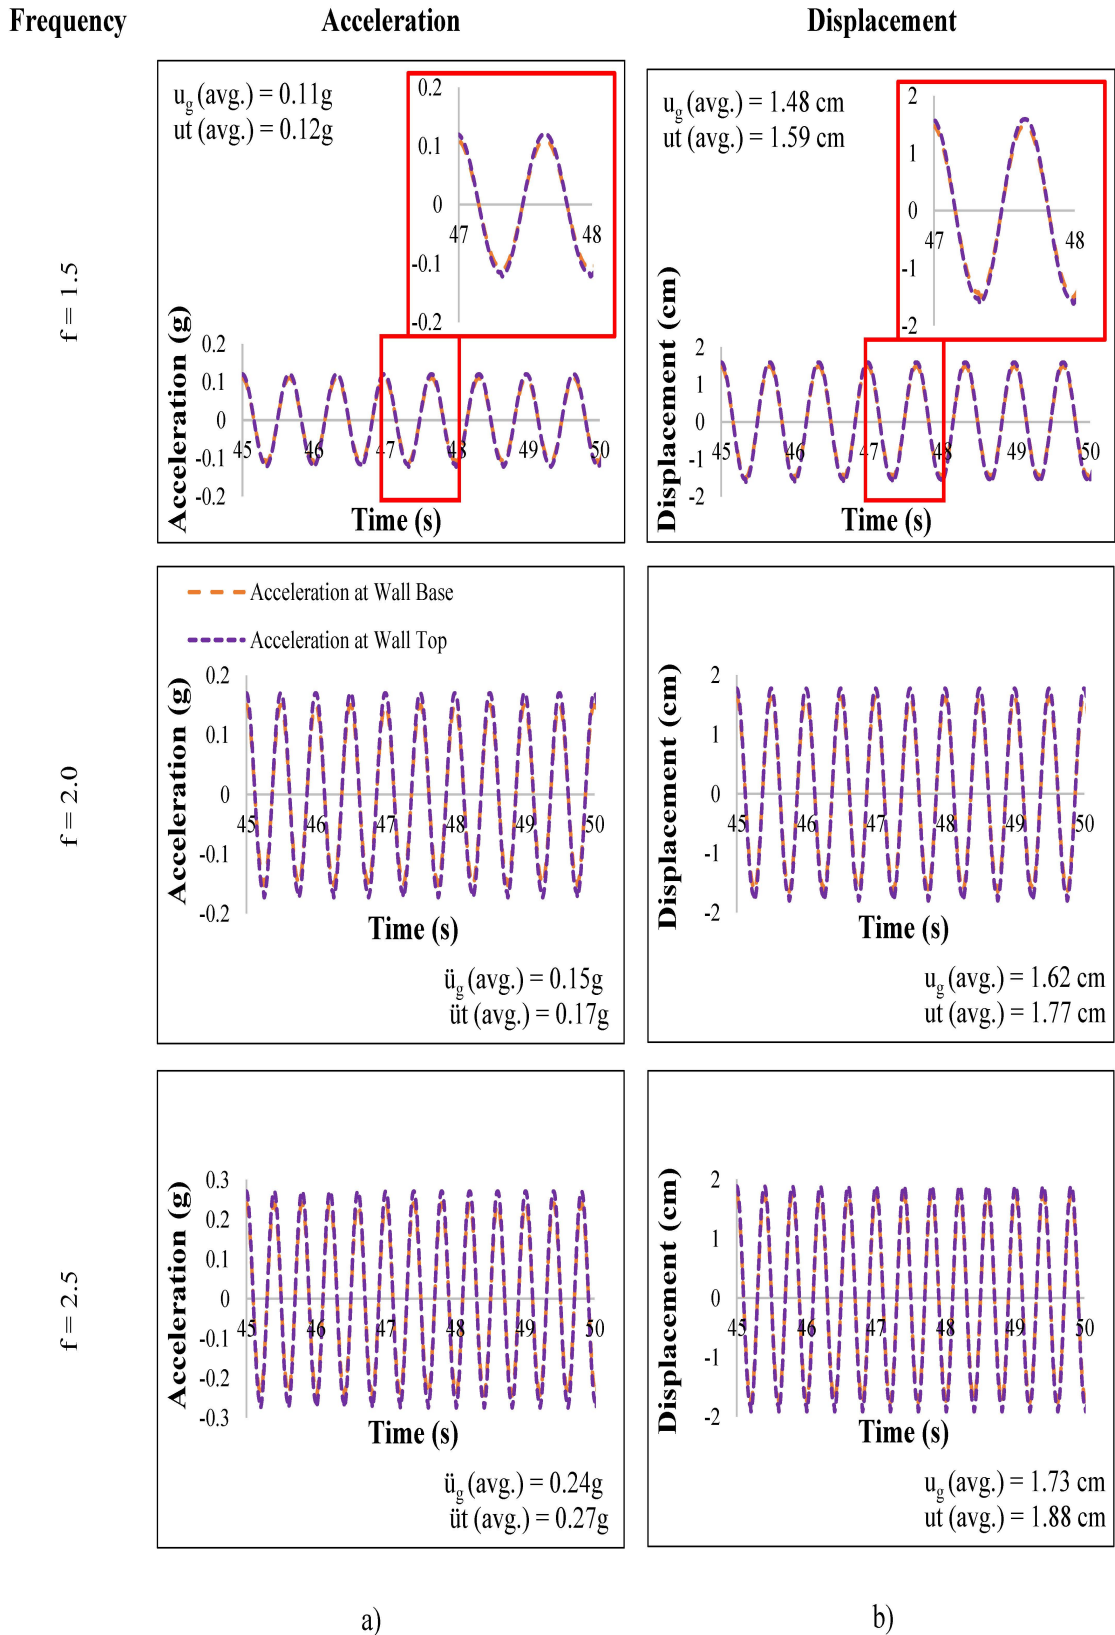 Frequency Acceleration Displacement
f = 1.5
ug (avg.) = 0.11g
ut (avg.) = 0.12g
0.2
0.1
0
-0.1
-0.2
47 48
Acceleration (g)
0.2
0.1
0
-0.1
-0.2
45 46 47 48 49 50
Time (s)
ug (avg.) = 1.48 cm
ut (avg.) = 1.59 cm
2
1
0
-1
-2
47 48
Displacement (cm)
2
1
0
-1
-2
45 46 47 48 49 50
Time (s)
f = 2.0
Acceleration at Wall Base
Acceleration at Wall Top
Acceleration (g)
0.2
0.1
0
-0.1
-0.2
45 46 47 48 49 50
Time (s)
üg (avg.) = 0.15g
üt (avg.) = 0.17g
Displacement (cm)
2
1
0
-1
-2
45 46 47 48 49 50
Time (s)
ug (avg.) = 1.62 cm
ut (avg.) = 1.77 cm
f = 2.5
Acceleration (g)
0.3
0.2
0.1
0
-0.1
-0.2
-0.3
45 46 47 48 49 50
Time (s)
üg (avg.) = 0.24g
üt (avg.) = 0.27g
Displacement (cm)
2
1
0
-1
-2
45 46 47 48 49 50
Time (s)
ug (avg.) = 1.73 cm
ut (avg.) = 1.88 cm
a) b)